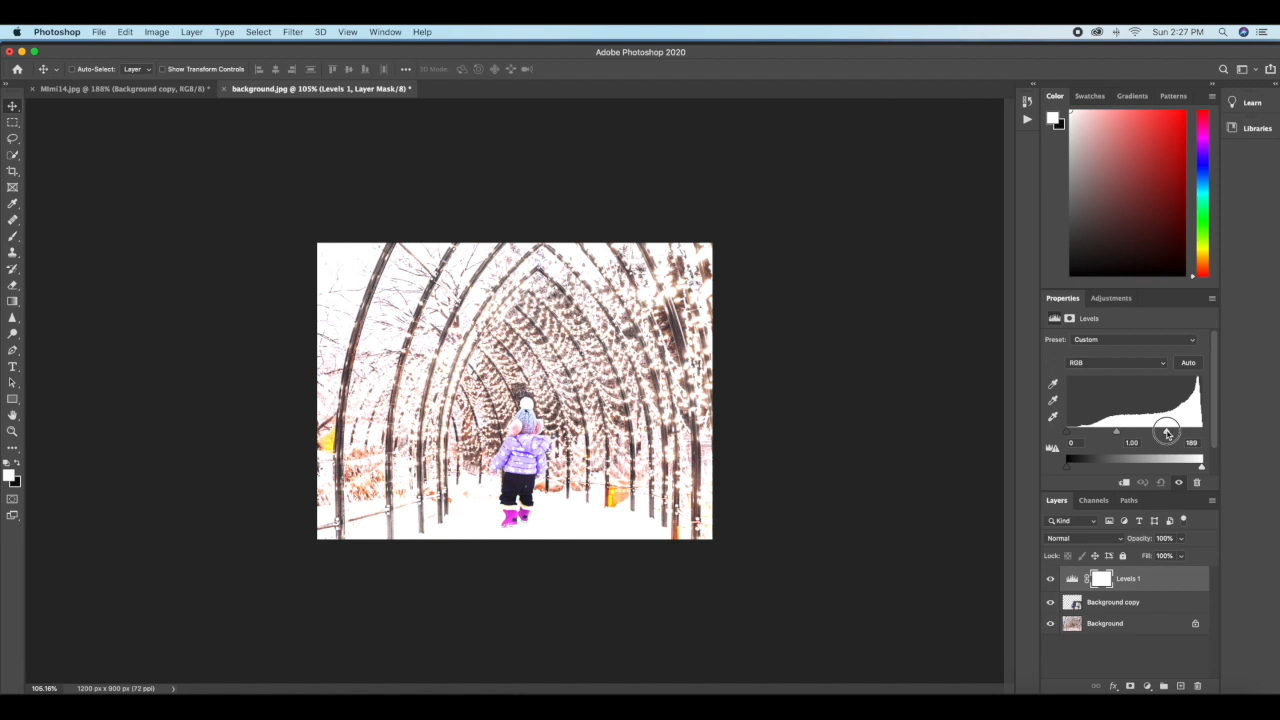 Photoshop File Edit Image Layer Type Select Filter 3D View Window Help Sun 2:27 PM
Adobe Photoshop 2020
Auto-Select: Layer Show Transform Controls 3D Mode:
MImi14.jpg @ 188% (Background copy, RGB/8) * background.jpg @ 105% (Levels 1, Layer Mask/8) *
Color Swatches Gradients Patterns
Learn
Libraries
Properties Adjustments
Levels
Preset: Custom
RGB Auto
0 1.00 189
Layers Channels Paths
Kind
Normal Opacity: 100%
Lock: Fill: 100%
Levels 1
Background copy
Background
105.16% 1200 px x 900 px (72 ppi)